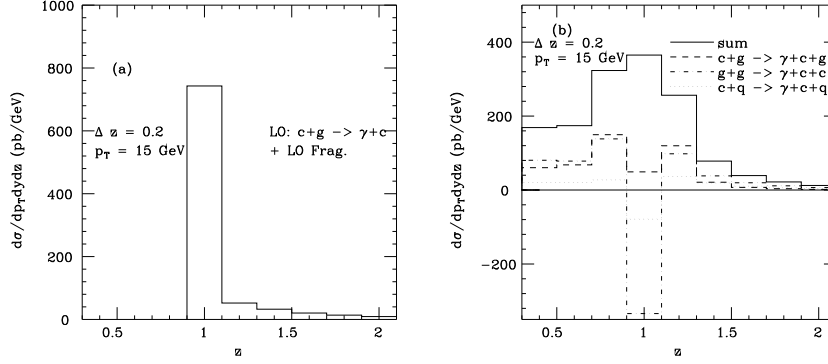 1000
800
600
400
200
0
dσ/dp_Tdydz (pb/GeV)
(a)
Δ z = 0.2
p_T = 15 GeV
LO: c+g -> γ+c
+ LO Frag.
0.5
1
1.5
2
z
400
200
0
-200
dσ/dp_Tdydz (pb/GeV)
(b)
Δ z = 0.2
p_T = 15 GeV
sum
c+g -> γ+c+g
g+g -> γ+c+c
c+q -> γ+c+q
0.5
1
1.5
2
z